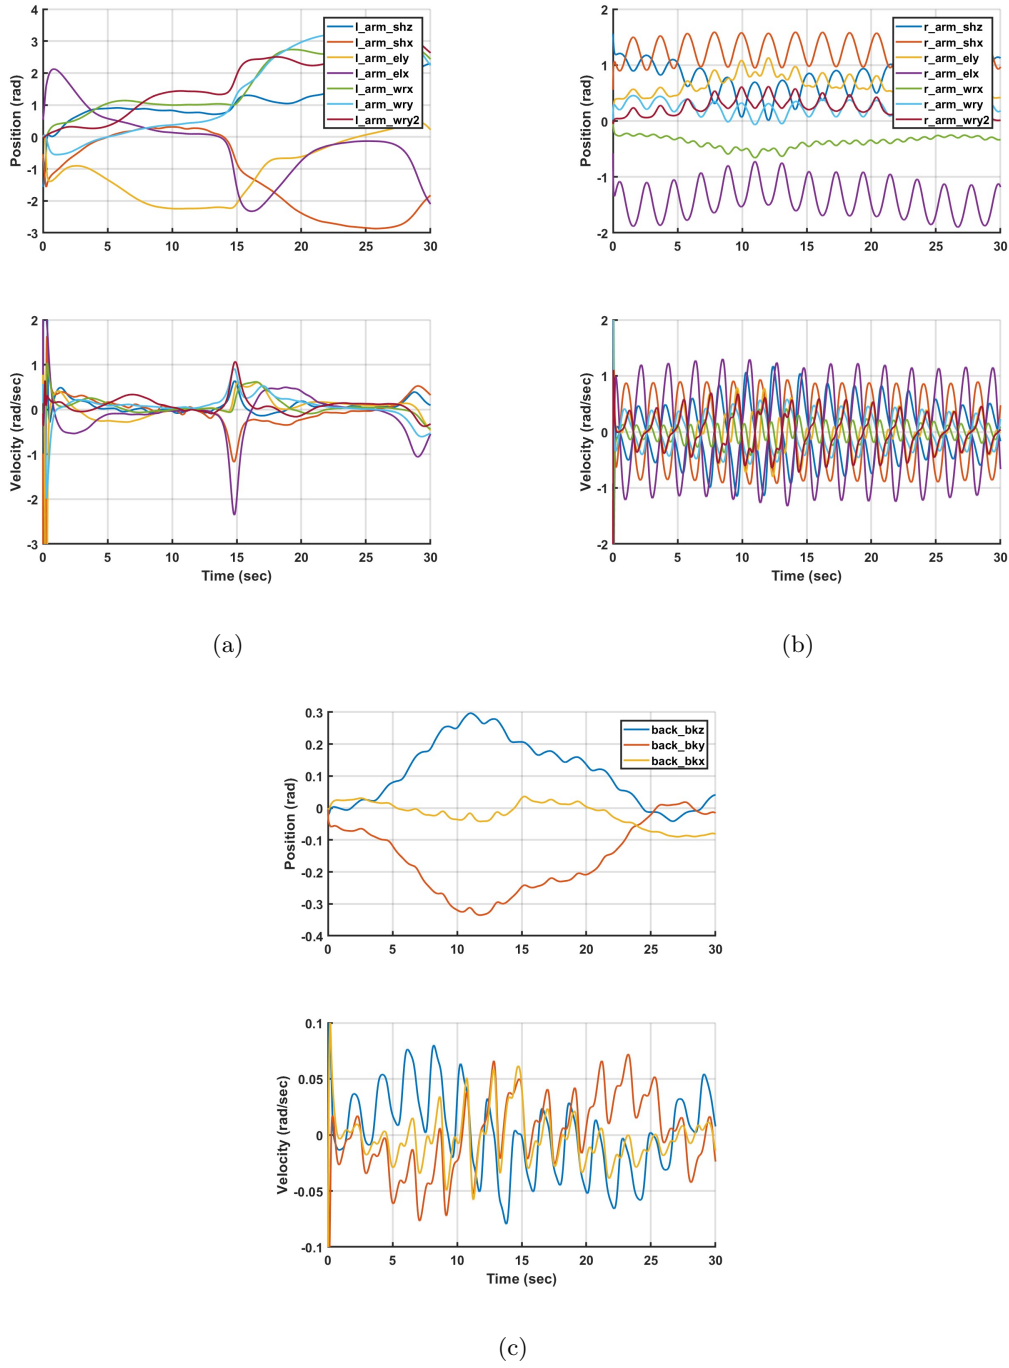 4
3
2
1
0
-1
-2
-3
Position (rad)
0 5 10 15 20 25 30
l_arm_shz
l_arm_shx
l_arm_ely
l_arm_elx
l_arm_wrx
l_arm_wry
l_arm_wry2
2
1
0
-1
-2
Position (rad)
0 5 10 15 20 25 30
r_arm_shz
r_arm_shx
r_arm_ely
r_arm_elx
r_arm_wrx
r_arm_wry
r_arm_wry2
2
1
0
-1
-2
-3
Velocity (rad/sec)
0 5 10 15 20 25 30
Time (sec)
2
1
0
-1
-2
Velocity (rad/sec)
0 5 10 15 20 25 30
Time (sec)
(a)
(b)
0.3
0.2
0.1
0
-0.1
-0.2
-0.3
-0.4
Position (rad)
0 5 10 15 20 25 30
back_bkz
back_bky
back_bkx
0.1
0.05
0
-0.05
-0.1
Velocity (rad/sec)
0 5 10 15 20 25 30
Time (sec)
(c)